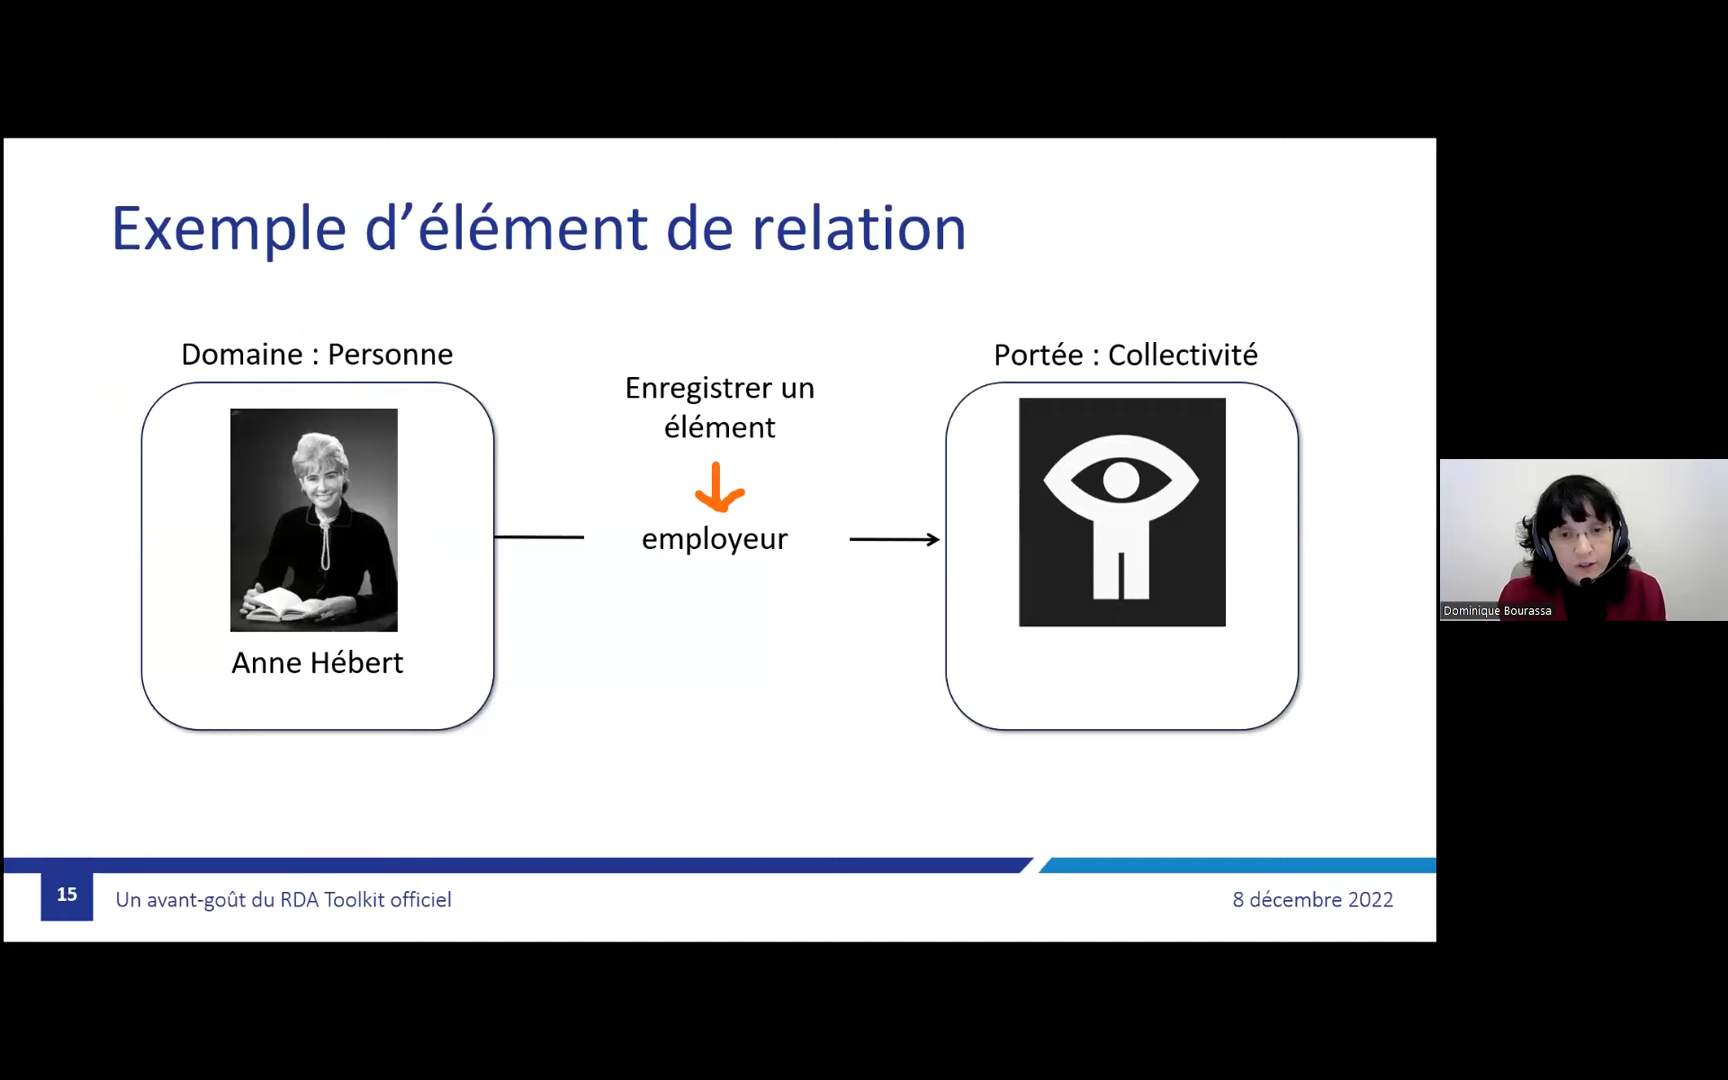 Exemple d’élément de relation
Domaine : Personne
Anne Hébert
Enregistrer un
élément
employeur
Portée : Collectivité
Dominique Bourassa
15
Un avant-goût du RDA Toolkit officiel
8 décembre 2022